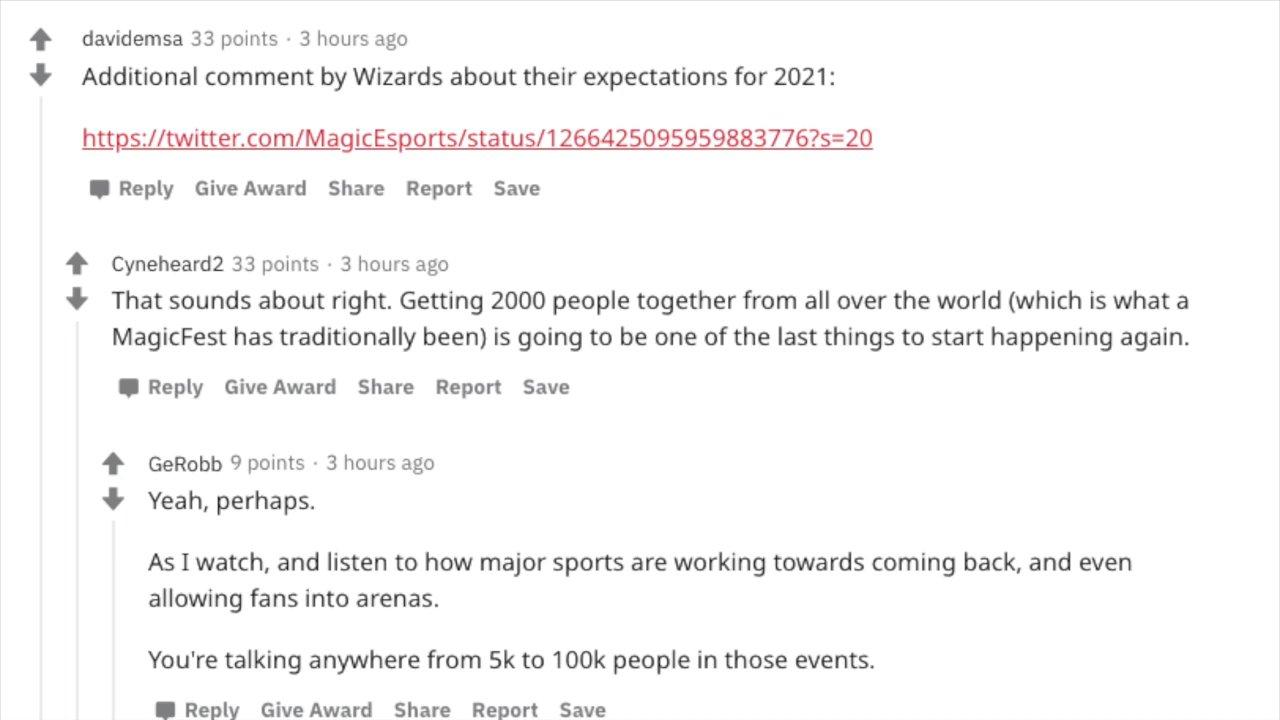 davidemsa 33 points · 3 hours ago
Additional comment by Wizards about their expectations for 2021:
https://twitter.com/MagicEsports/status/1266425095959883776?s=20
Reply Give Award Share Report Save
Cyneheard2 33 points · 3 hours ago
That sounds about right. Getting 2000 people together from all over the world (which is what a
MagicFest has traditionally been) is going to be one of the last things to start happening again.
Reply Give Award Share Report Save
GeRobb 9 points · 3 hours ago
Yeah, perhaps.
As I watch, and listen to how major sports are working towards coming back, and even
allowing fans into arenas.
You're talking anywhere from 5k to 100k people in those events.
Reply Give Award Share Report Save